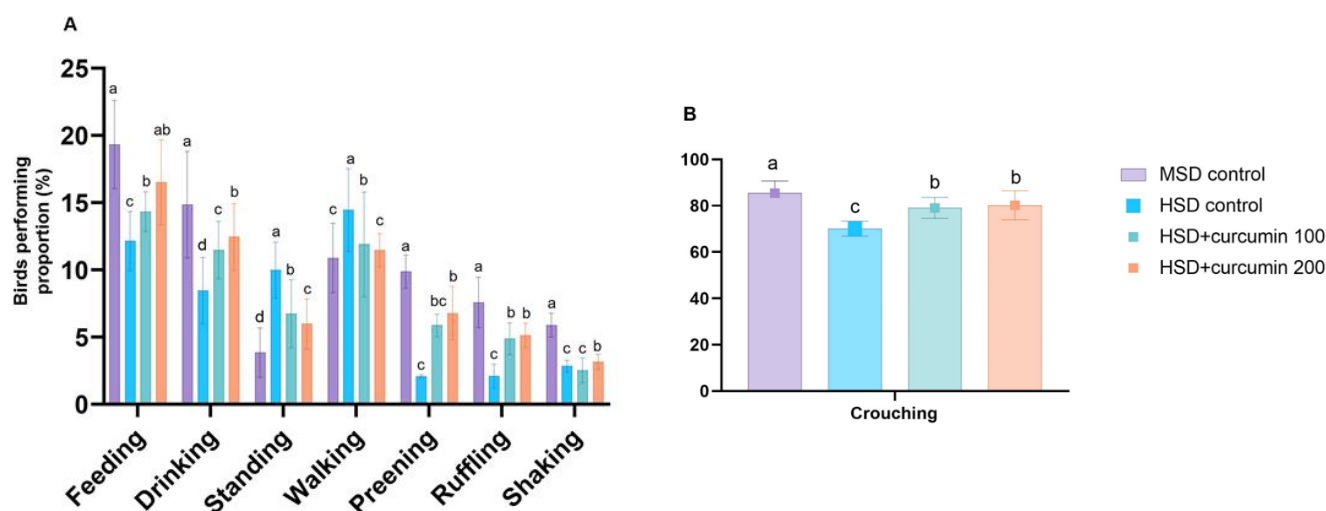 A
Birds performing
proportion (%)
25
20
15
10
5
0
a
c
b
ab
a
d
c
b
d
a
b
c
c
a
b
c
a
c
bc
b
a
c
b
b
a
c
c
b
Feeding
Drinking
Standing
Walking
Preening
Ruffling
Shaking
B
100
80
60
40
20
0
a
c
b
b
Crouching
MSD control
HSD control
HSD+curcumin 100
HSD+curcumin 200